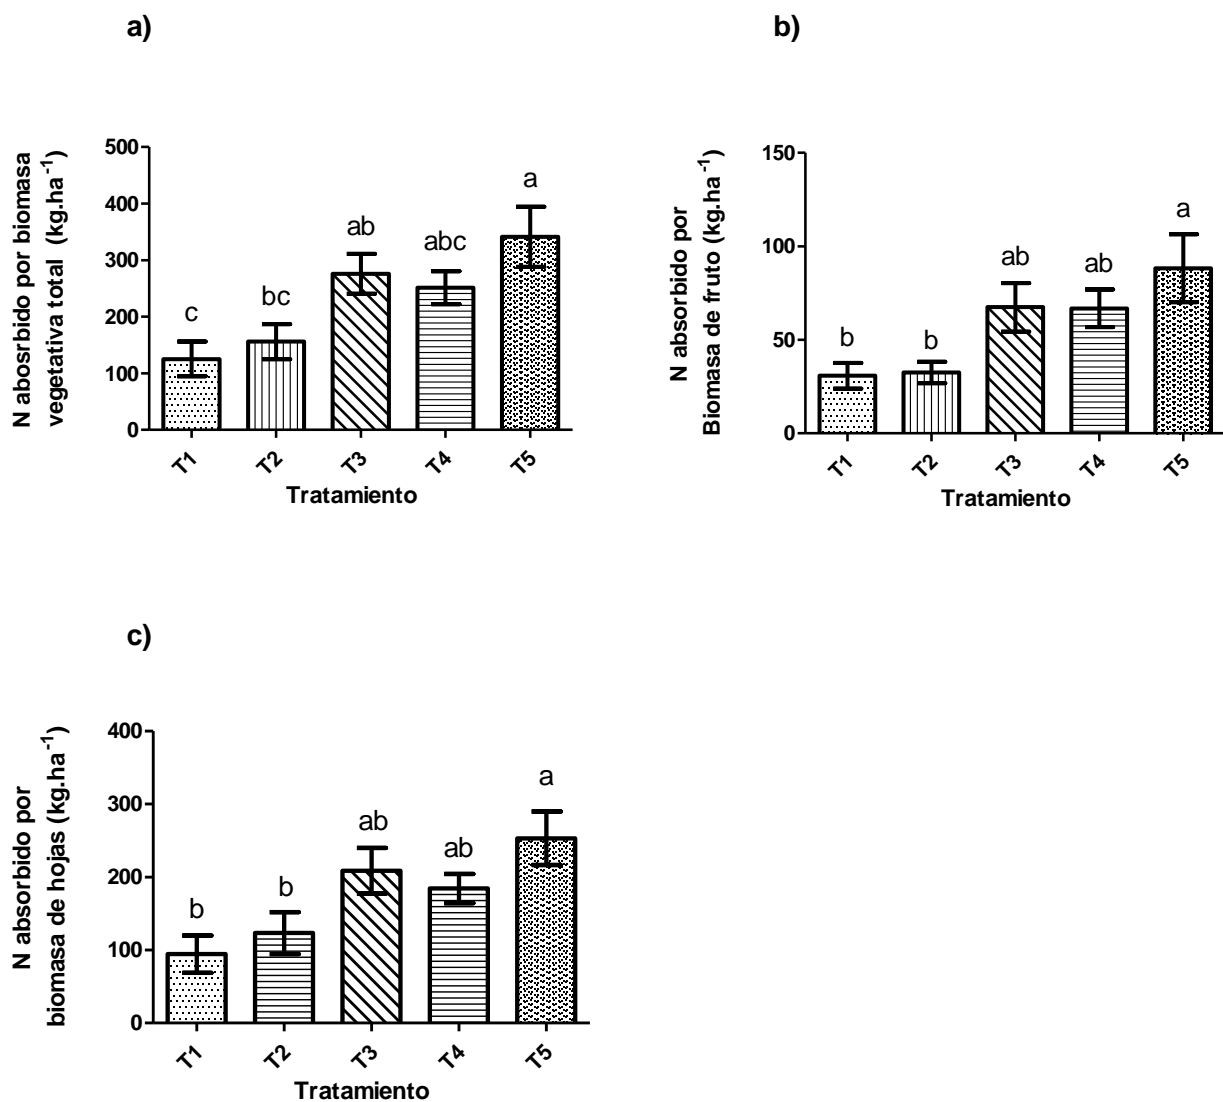 a)
N abosrbido por biomasa
vegetativa total (kg.ha⁻¹)
500
400
300
200
100
0
c
bc
ab
abc
a
T1
T2
T3
T4
T5
Tratamiento
b)
N absorbido por
Biomasa de fruto (kg.ha⁻¹)
150
100
50
0
b
b
ab
ab
a
T1
T2
T3
T4
T5
Tratamiento
c)
N absorbido por
biomasa de hojas (kg.ha⁻¹)
400
300
200
100
0
b
b
ab
ab
a
T1
T2
T3
T4
T5
Tratamiento